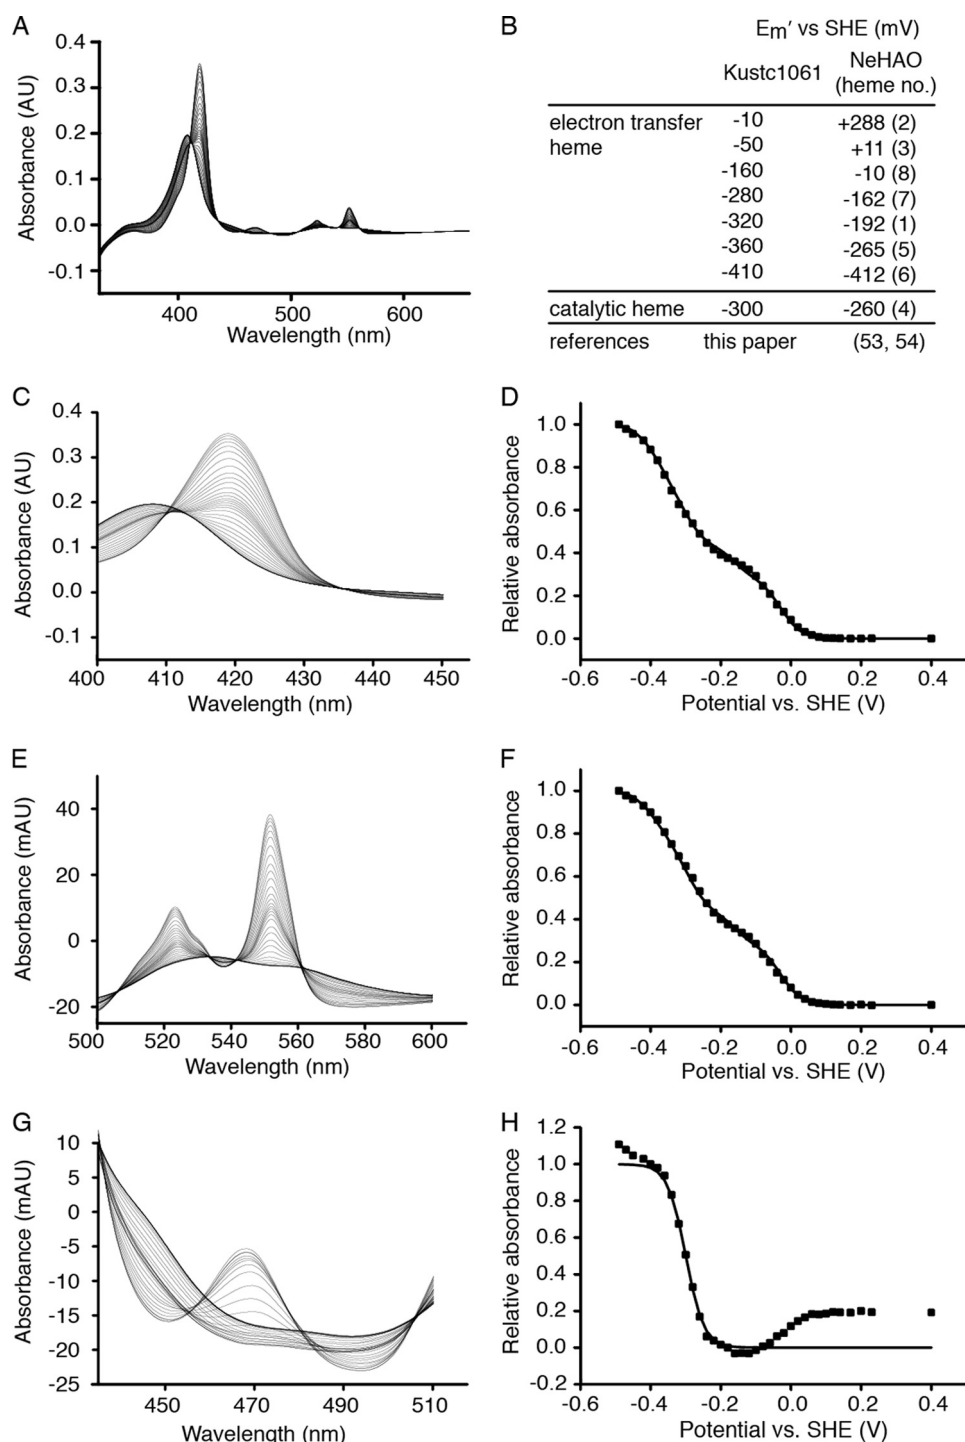 A
0.4
0.3
0.2
0.1
0.0
-0.1
Absorbance (AU)
400 500 600
Wavelength (nm)
B
Em′ vs SHE (mV)
Kustc1061 NeHAO (heme no.)
electron transfer heme
-10 +288 (2)
-50 +11 (3)
-160 -10 (8)
-280 -162 (7)
-320 -192 (1)
-360 -265 (5)
-410 -412 (6)
catalytic heme -300 -260 (4)
references this paper (53, 54)
C
0.4
0.3
0.2
0.1
0.0
-0.1
Absorbance (AU)
400 410 420 430 440 450
Wavelength (nm)
D
1.0
0.8
0.6
0.4
0.2
0.0
Relative absorbance
-0.6 -0.4 -0.2 0.0 0.2 0.4
Potential vs. SHE (V)
E
40
20
0
-20
Absorbance (mAU)
500 520 540 560 580 600
Wavelength (nm)
F
1.0
0.8
0.6
0.4
0.2
0.0
Relative absorbance
-0.6 -0.4 -0.2 0.0 0.2 0.4
Potential vs. SHE (V)
G
10
5
0
-5
-10
-15
-20
-25
Absorbance (mAU)
450 470 490 510
Wavelength (nm)
H
1.2
1.0
0.8
0.6
0.4
0.2
0.0
-0.2
Relative absorbance
-0.6 -0.4 -0.2 0.0 0.2 0.4
Potential vs. SHE (V)